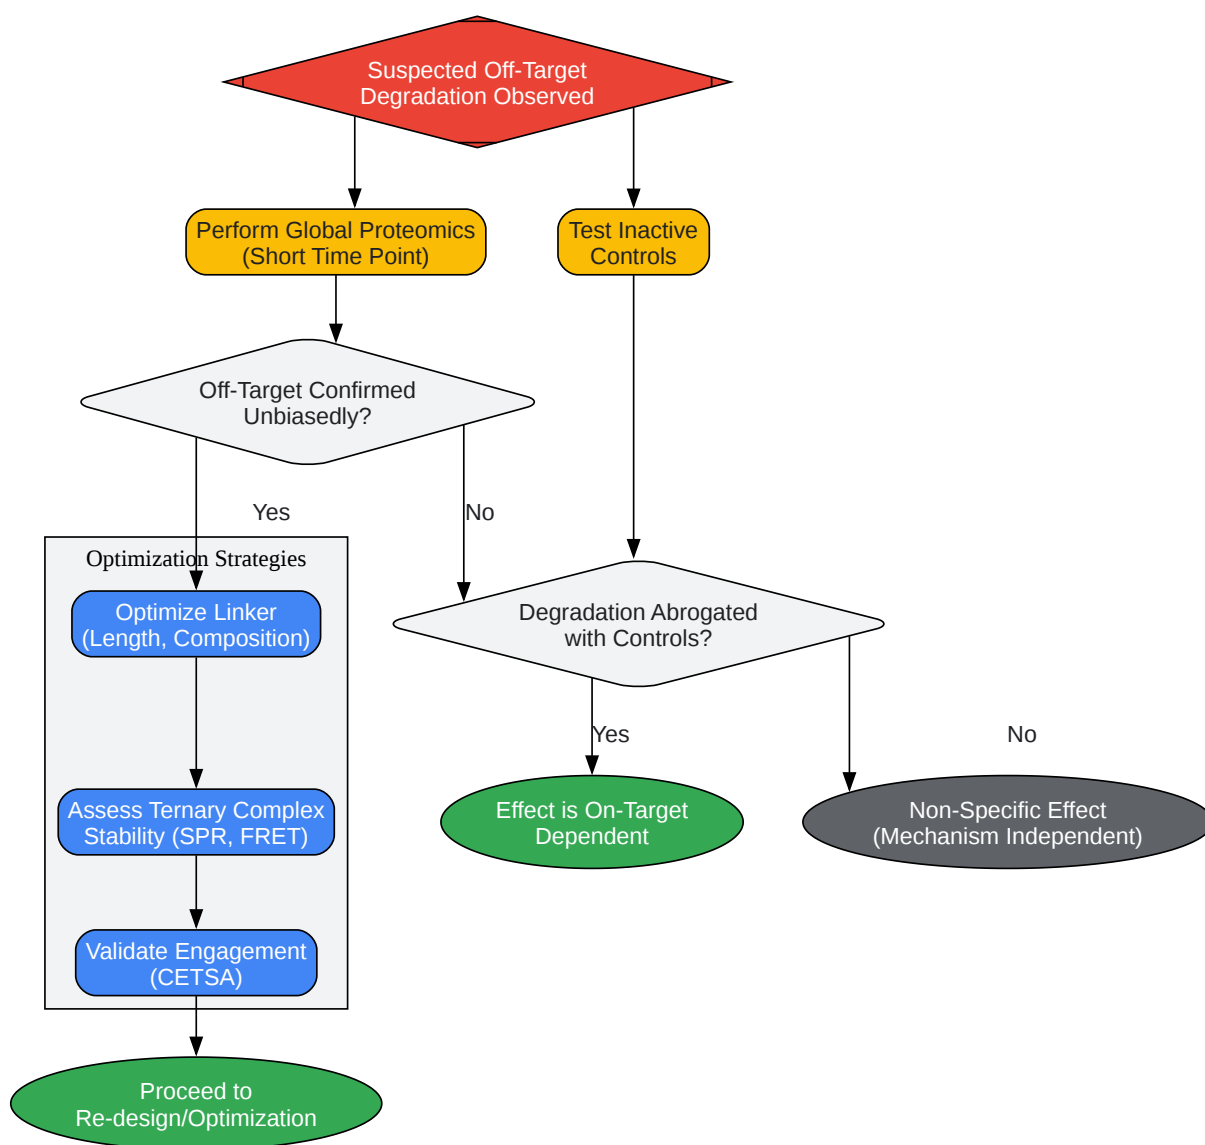 Suspected Off-Target
Degradation Observed
Perform Global Proteomics
(Short Time Point)
Test Inactive
Controls
Off-Target Confirmed
Unbiasedly?
Yes
No
Optimization Strategies
Optimize Linker
(Length, Composition)
Degradation Abrogated
with Controls?
Yes
No
Assess Ternary Complex
Stability (SPR, FRET)
Effect is On-Target
Dependent
Non-Specific Effect
(Mechanism Independent)
Validate Engagement
(CETSA)
Proceed to
Re-design/Optimization